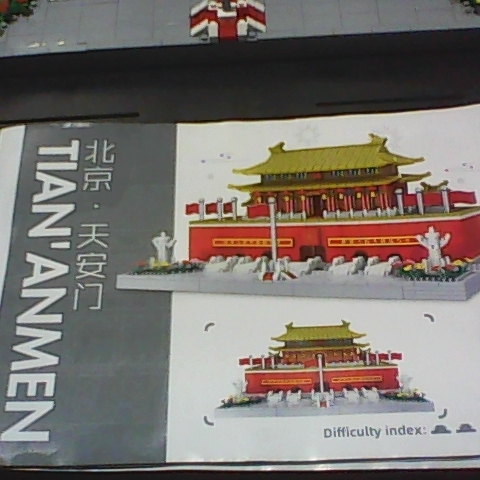 北京·天安门
TIAN'ANMEN
Difficulty index: